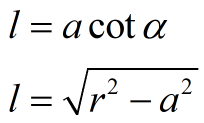 l = a cot α
l = √(r² − a²)